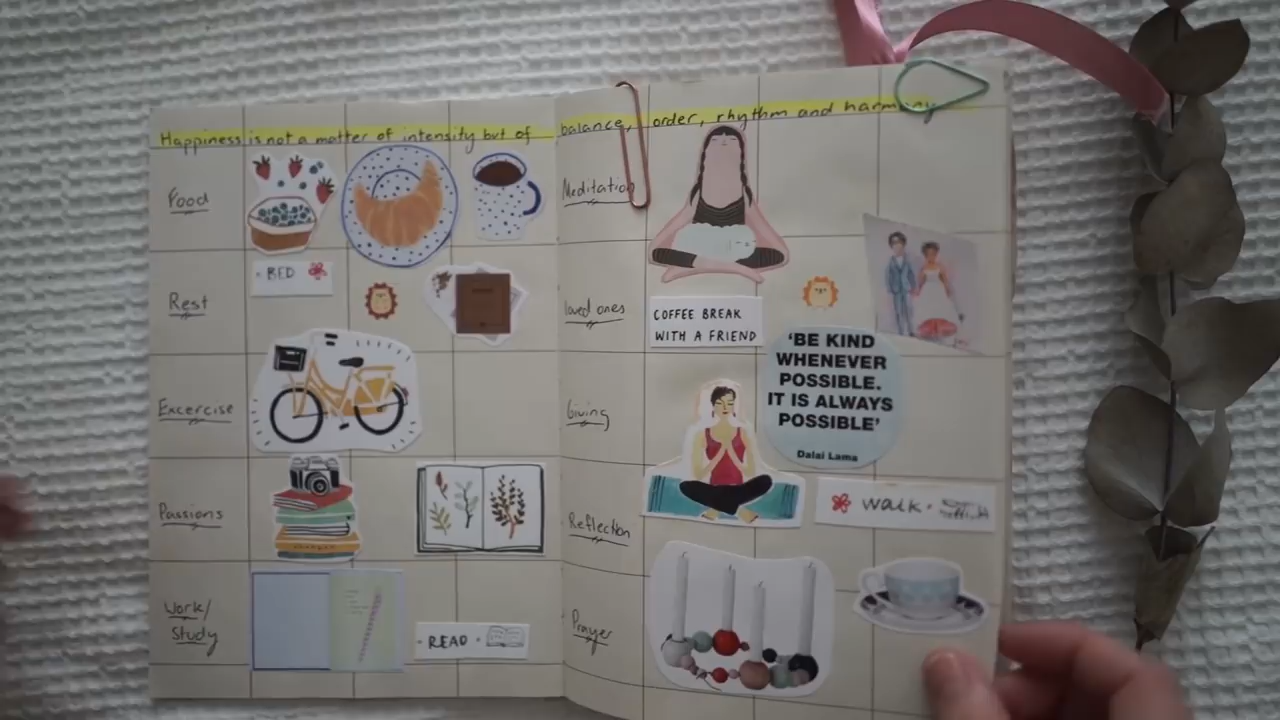 Happiness is not a matter of intensity but of balance, order, rhythm and harmony
Food
BED
Rest
Excercise
Passions
Work/
Study
· READ ·
Meditation
loved ones
COFFEE BREAK
WITH A FRIEND
Giving
'BE KIND
WHENEVER
POSSIBLE.
IT IS ALWAYS
POSSIBLE'
Dalai Lama
Reflection
walk ·
Prayer